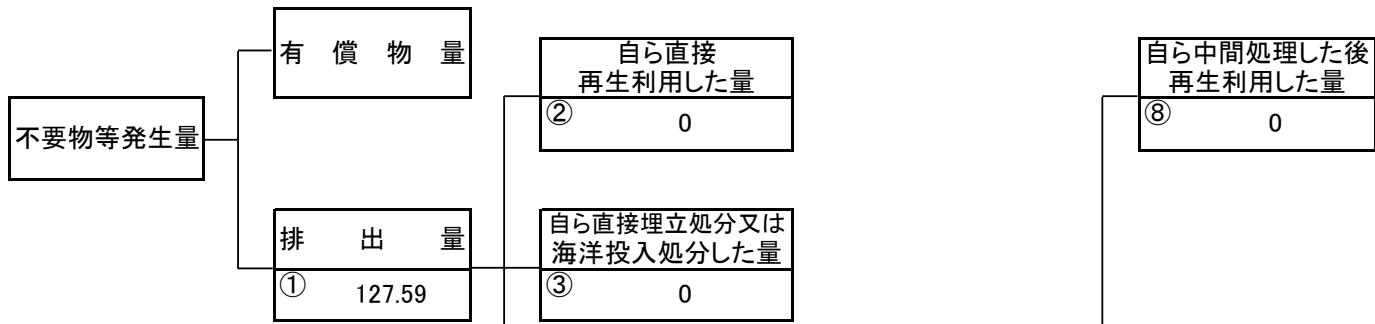 有償物量
自ら直接
再生利用した量
② 0
自ら中間処理した後
再生利用した量
⑧ 0
不要物等発生量
排出量
① 127.59
自ら直接埋立処分又は
海洋投入処分した量
③ 0